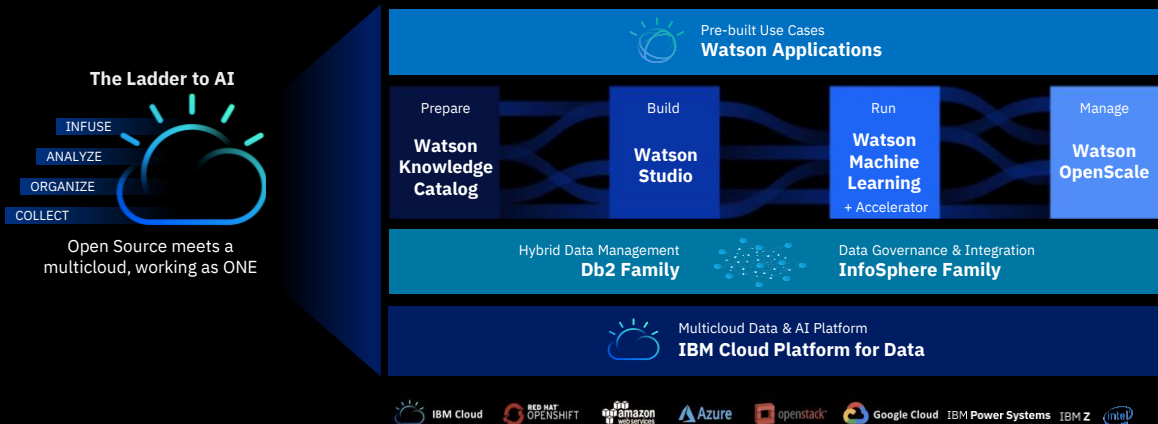 The Ladder to AI
INFUSE
ANALYZE
ORGANIZE
COLLECT
Open Source meets a
multicloud, working as ONE
Pre-built Use Cases
Watson Applications
Prepare
Watson
Knowledge
Catalog
Build
Watson
Studio
Run
Watson
Machine
Learning
+ Accelerator
Manage
Watson
OpenScale
Hybrid Data Management
Db2 Family
Data Governance & Integration
InfoSphere Family
Multicloud Data & AI Platform
IBM Cloud Platform for Data
IBM Cloud
RED HAT
OPENSHIFT
amazon
webservices
Azure
openstack
Google Cloud
IBM Power Systems
IBM Z
intel